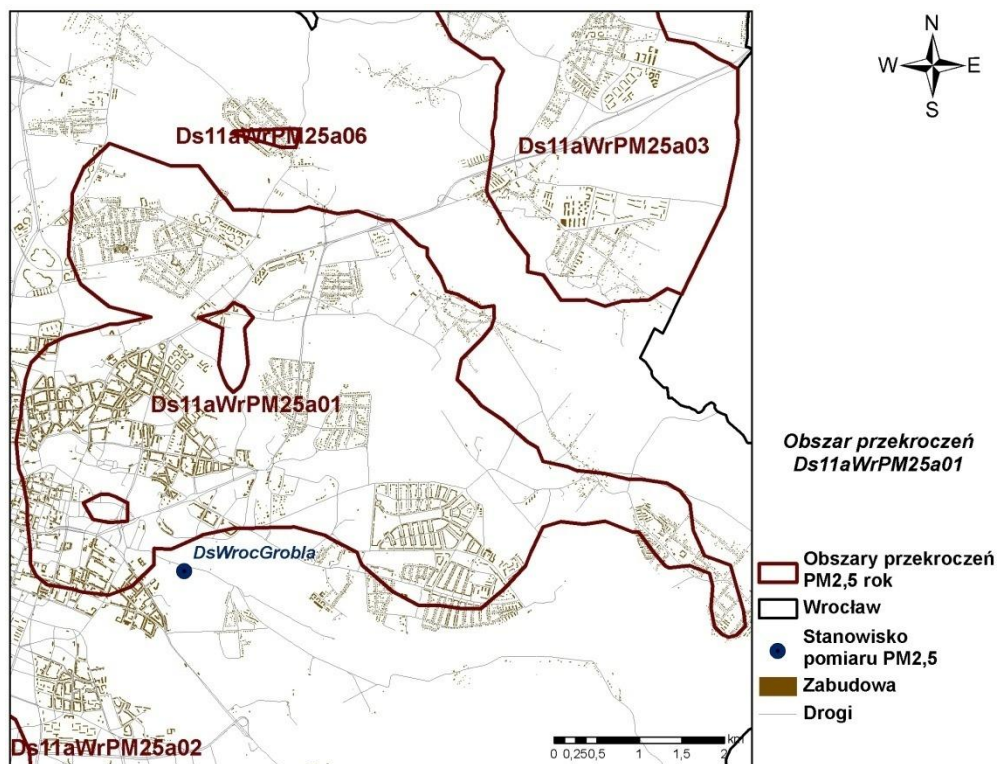 N
W E
S
Ds11aWrPM25a06
Ds11aWrPM25a03
Ds11aWrPM25a01
DsWrocGrobla
Ds11aWrPM25a02
km
0 0,250,5 1 1,5 2
Obszar przekroczeń
Ds11aWrPM25a01
Obszary przekroczeń
PM2,5 rok
Wrocław
Stanowisko
pomiaru PM2,5
Zabudowa
Drogi